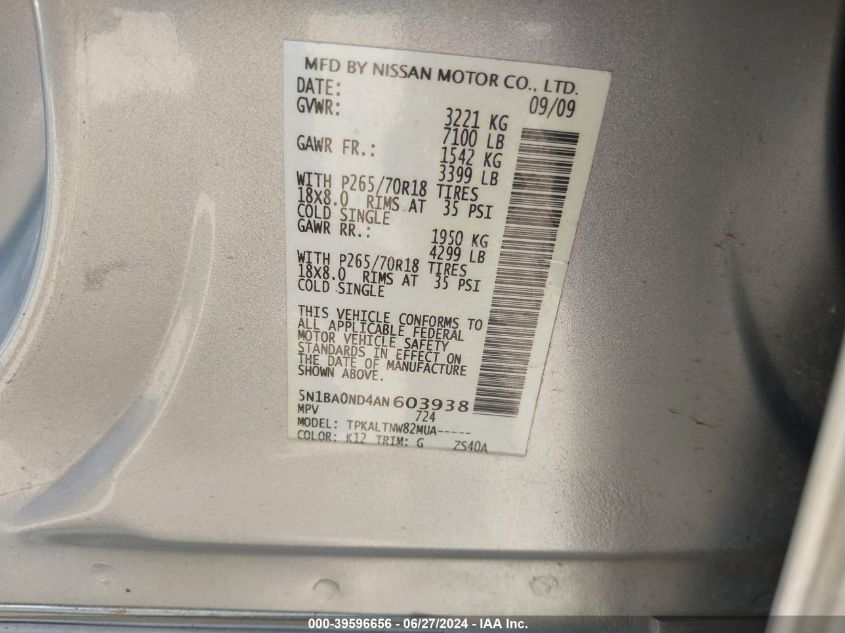 MFD BY NISSAN MOTOR CO., LTD.
DATE: 09/09
GVWR: 3221 KG
7100 LB
GAWR FR.: 1542 KG
3399 LB
WITH P265/70R18 TIRES
18X8.0 RIMS AT 35 PSI
COLD SINGLE
GAWR RR.: 1950 KG
4299 LB
WITH P265/70R18 TIRES
18X8.0 RIMS AT 35 PSI
COLD SINGLE
THIS VEHICLE CONFORMS TO
ALL APPLICABLE FEDERAL
MOTOR VEHICLE SAFETY
STANDARDS IN EFFECT ON
THE DATE OF MANUFACTURE
SHOWN ABOVE.
5N1BA0ND4AN603938
MPV 724
MODEL: TPKALTNW82MUA-----
COLOR: K12 TRIM: G ZS40A
000-39596656 - 06/27/2024 - IAA Inc.